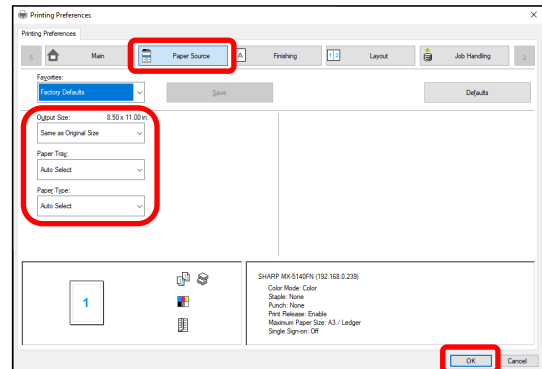 Printing Preferences
Printing Preferences
Main
Paper Source
A
Finishing
1 2
Layout
Job Handling
Favorites:
Factory Defaults
Save
Defaults
Output Size: 8.50 x 11.00 in.
Same as Original Size
Paper Tray:
Auto Select
Paper Type:
Auto Select
1
SHARP MX-5140FN (192.168.0.239)
Color Mode: Color
Staple: None
Punch: None
Print Release: Enable
Maximum Paper Size: A3 / Ledger
Single Sign-on: Off
OK
Cancel